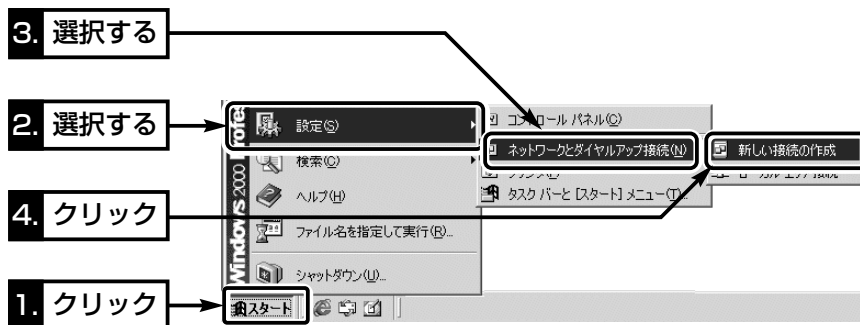 3. 選択する
2. 選択する
4. クリック
1. クリック
Windows 2000 Profes
設定(S)
検索(C)
ヘルプ(H)
ファイル名を指定して実行(R)...
シャットダウン(U)...
スタート
コントロール パネル(C)
ネットワークとダイヤルアップ接続(N)
タスク バーと [スタート] メニュー(T)...
新しい接続の作成